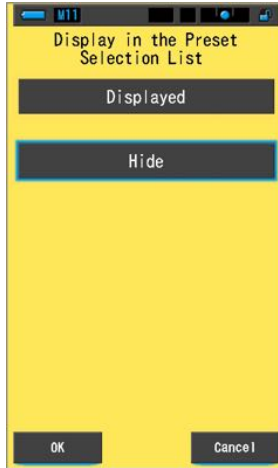 M11
Display in the Preset
Selection List
Displayed
Hide
OK
Cancel